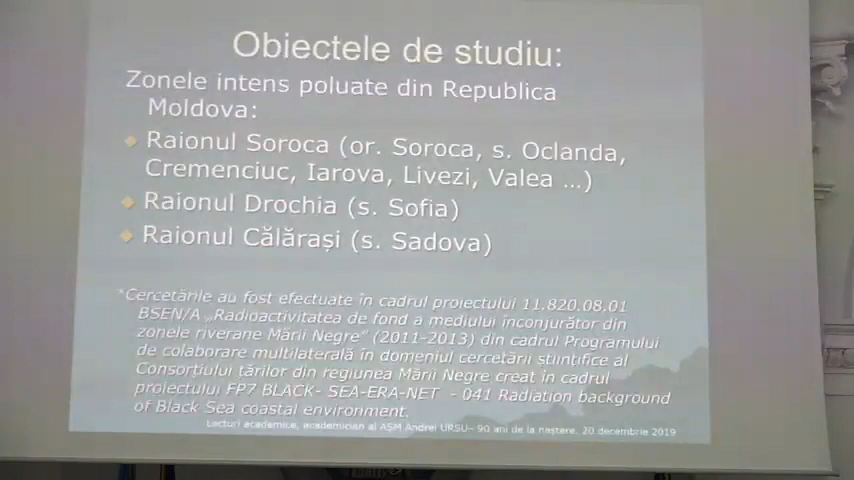 Obiectele de studiu:
Zonele intens poluate din Republica
Moldova:
Raionul Soroca (or. Soroca, s. Oclanda,
Cremenciuc, Iarova, Livezi, Valea ...)
Raionul Drochia (s. Sofia)
Raionul Călărași (s. Sadova)
*Cercetările au fost efectuate în cadrul proiectului 11.820.08.01
BSEN/A „Radioactivitatea de fond a mediului înconjurător din
zonele riverane Mării Negre" (2011-2013) din cadrul Programului
de colaborare multilaterală în domeniul cercetării științifice al
Consorțiului țărilor din regiunea Mării Negre creat în cadrul
proiectului FP7 BLACK- SEA-ERA-NET - 041 Radiation background
of Black Sea coastal environment.
Lecturi academice, academician al AȘM Andrei URSU– 90 ani de la naștere, 20 decembrie 2019